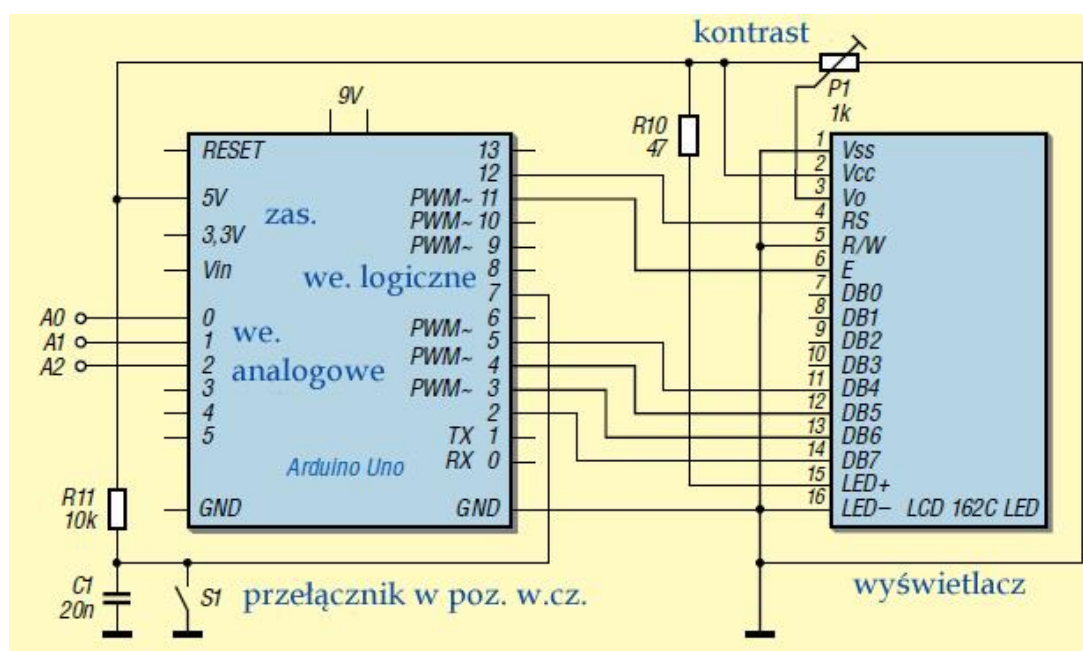 kontrast
9V
P1
1k
R10
47
RESET
5V
3,3V
Vin
zas.
we. logiczne
we.
analogowe
A0
A1
A2
0
1
2
3
4
5
GND
13
12
PWM~ 11
PWM~ 10
PWM~ 9
8
7
6
PWM~ 5
PWM~ 4
PWM~ 3
2
TX 1
RX 0
GND
Arduino Uno
1 Vss
2 Vcc
3 Vo
4 RS
5 R/W
6 E
7 DB0
8 DB1
9 DB2
10 DB3
11 DB4
12 DB5
13 DB6
14 DB7
15 LED+
16 LED– LCD 162C LED
R11
10k
C1
20n
S1
przełącznik w poz. w.cz.
wyświetlacz